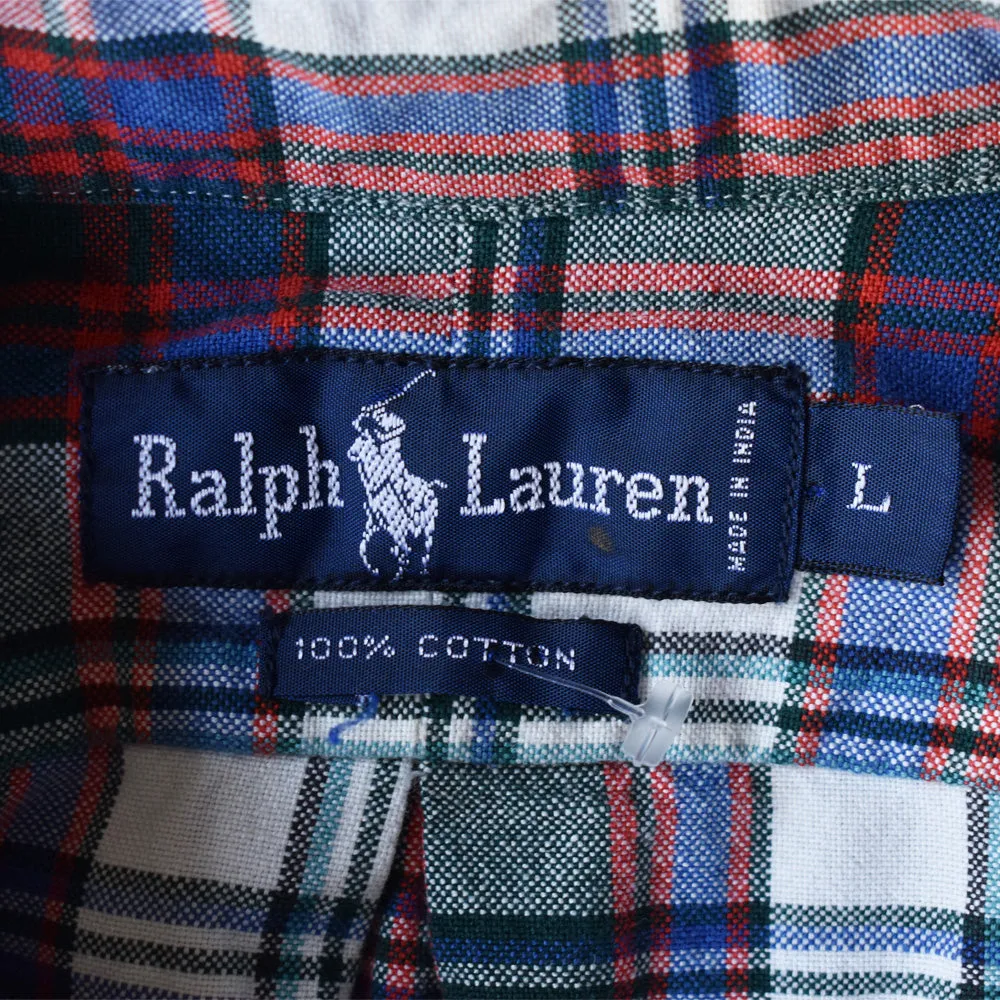 Ralph Lauren
MADE IN INDIA
L
100% COTTON